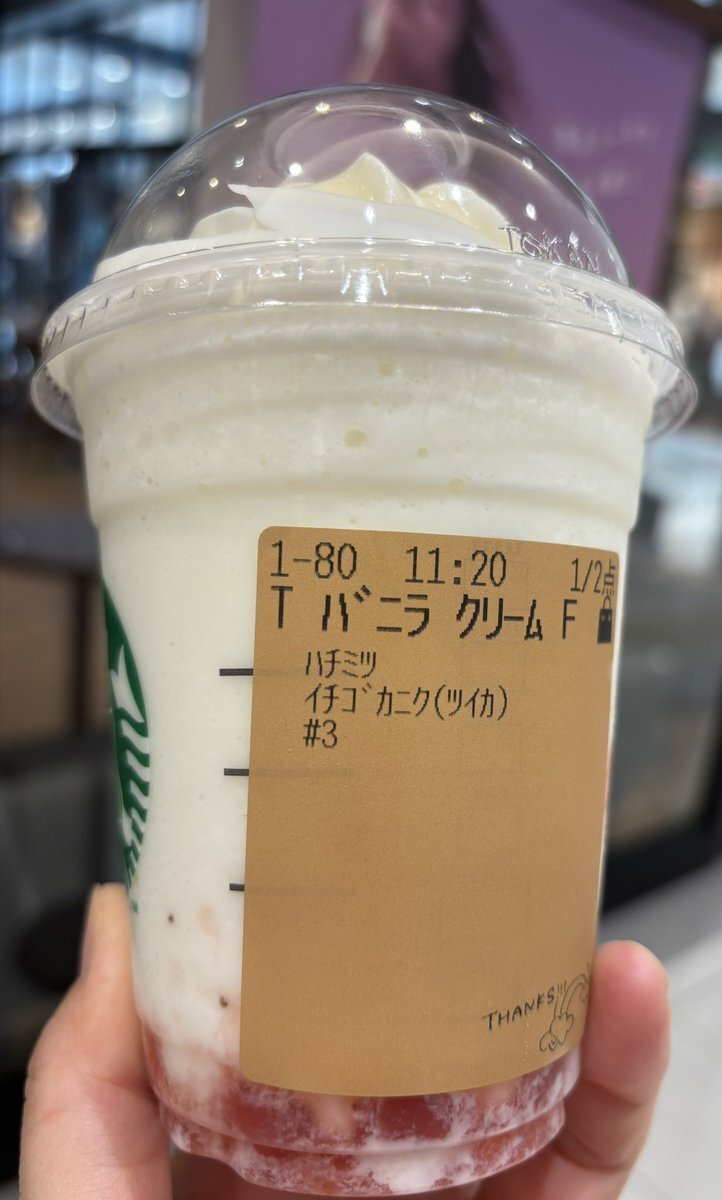 TOKAN
1-80 11:20 1/2点
T バニラ クリーム F
ハチミツ
イチゴカニク(ツイカ)
#3
THANKS!!!